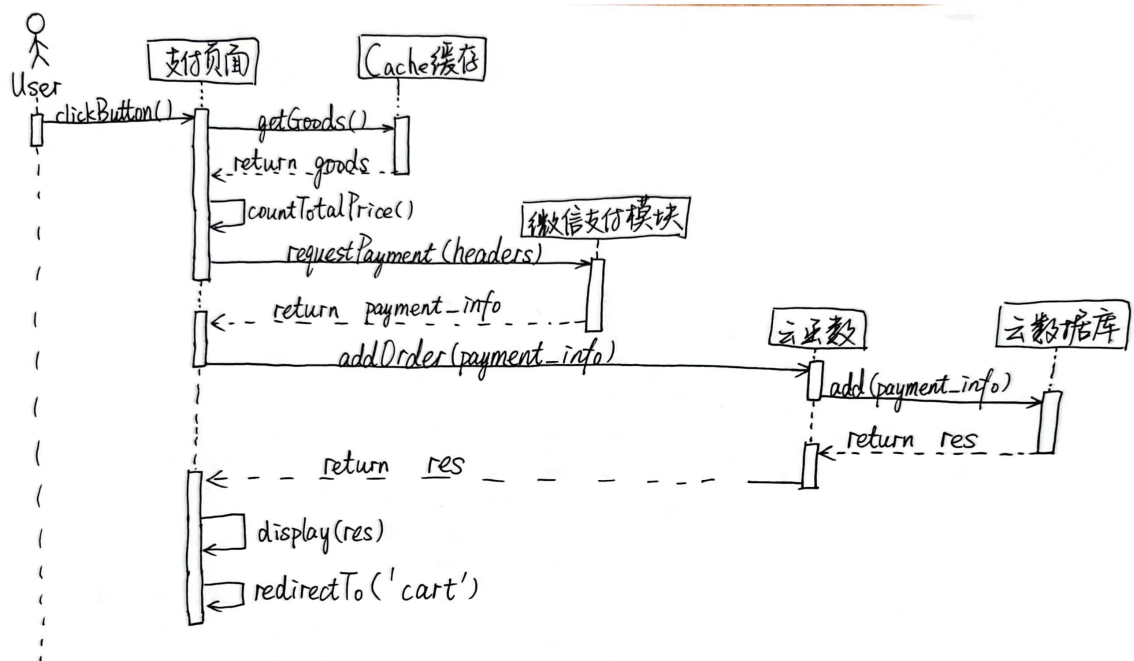 User
支付页面
Cache缓存
clickButton()
getGoods()
return goods
countTotalPrice()
微信支付模块
requestPayment(headers)
return payment_info
云函数
云数据库
addOrder(payment_info)
add(payment_info)
return res
return res
display(res)
redirectTo('cart')